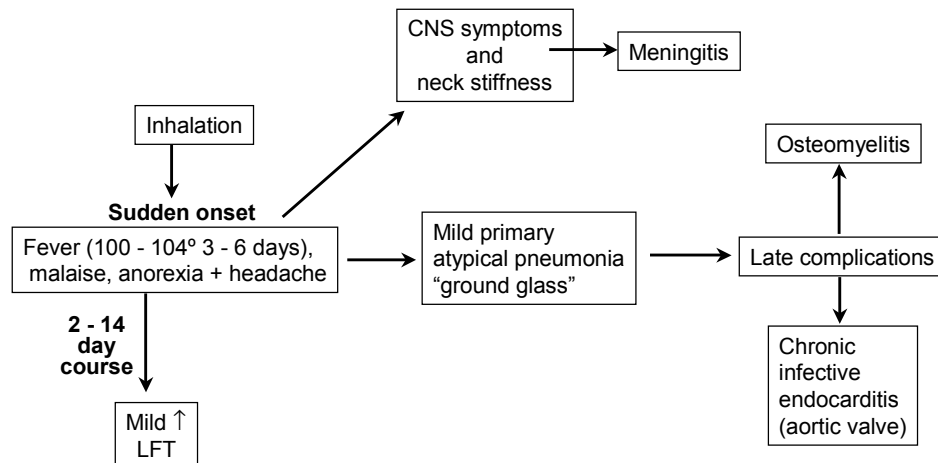 CNS symptoms
and
neck stiffness
Meningitis
Inhalation
Osteomyelitis
Sudden onset
Fever (100 - 104º 3 - 6 days),
malaise, anorexia + headache
Mild primary
atypical pneumonia
“ground glass”
Late complications
2 - 14
day
course
Chronic
infective
endocarditis
(aortic valve)
Mild ↑
LFT